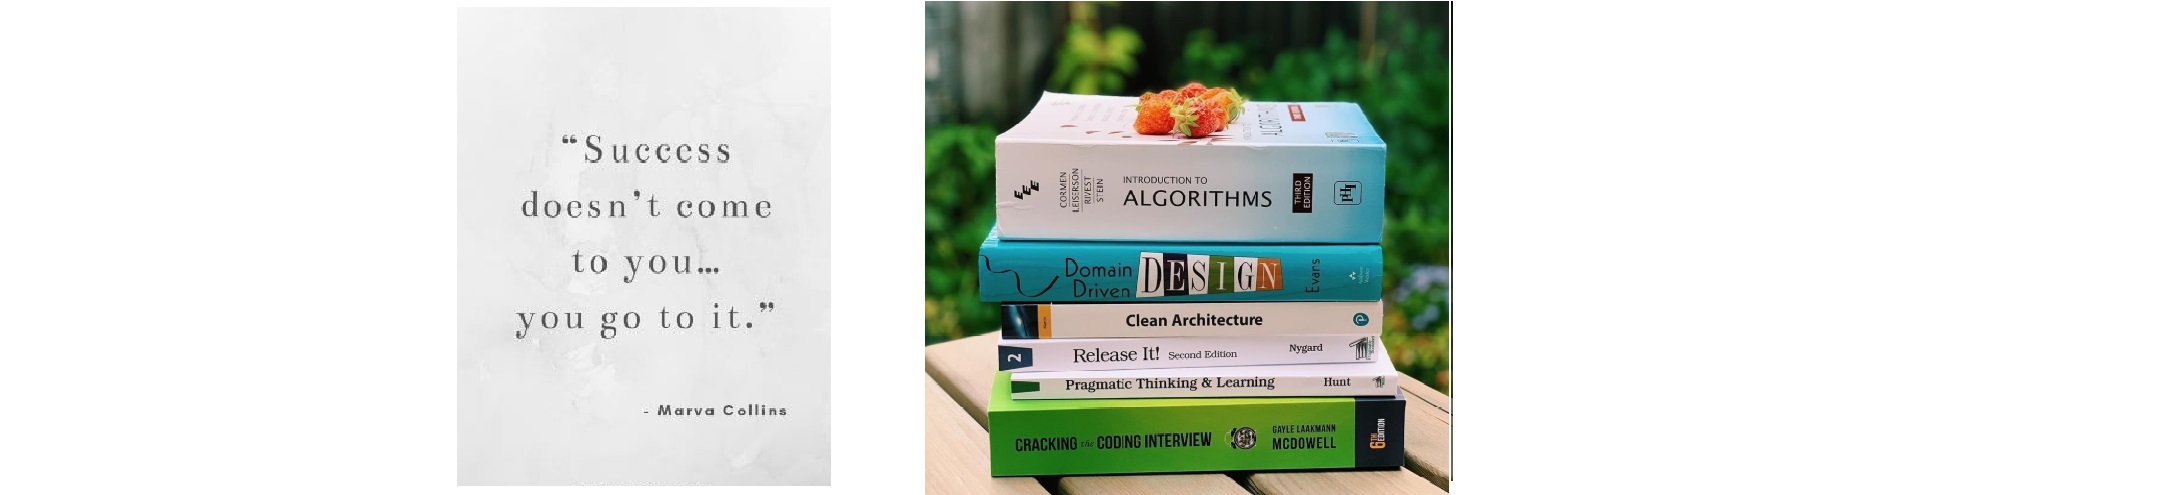 “Success
doesn’t come
to you...
you go to it.”
- Marva Collins
CORMEN
LEISERSON
RIVEST
STEIN
INTRODUCTION TO
ALGORITHMS
THIRD
EDITION
Domain
Driven
DESIGN
Evans
Clean Architecture
2
Release It! Second Edition
Nygard
Pragmatic Thinking & Learning
Hunt
CRACKING the CODING INTERVIEW
GAYLE LAAKMANN
MCDOWELL
6TH
EDITION